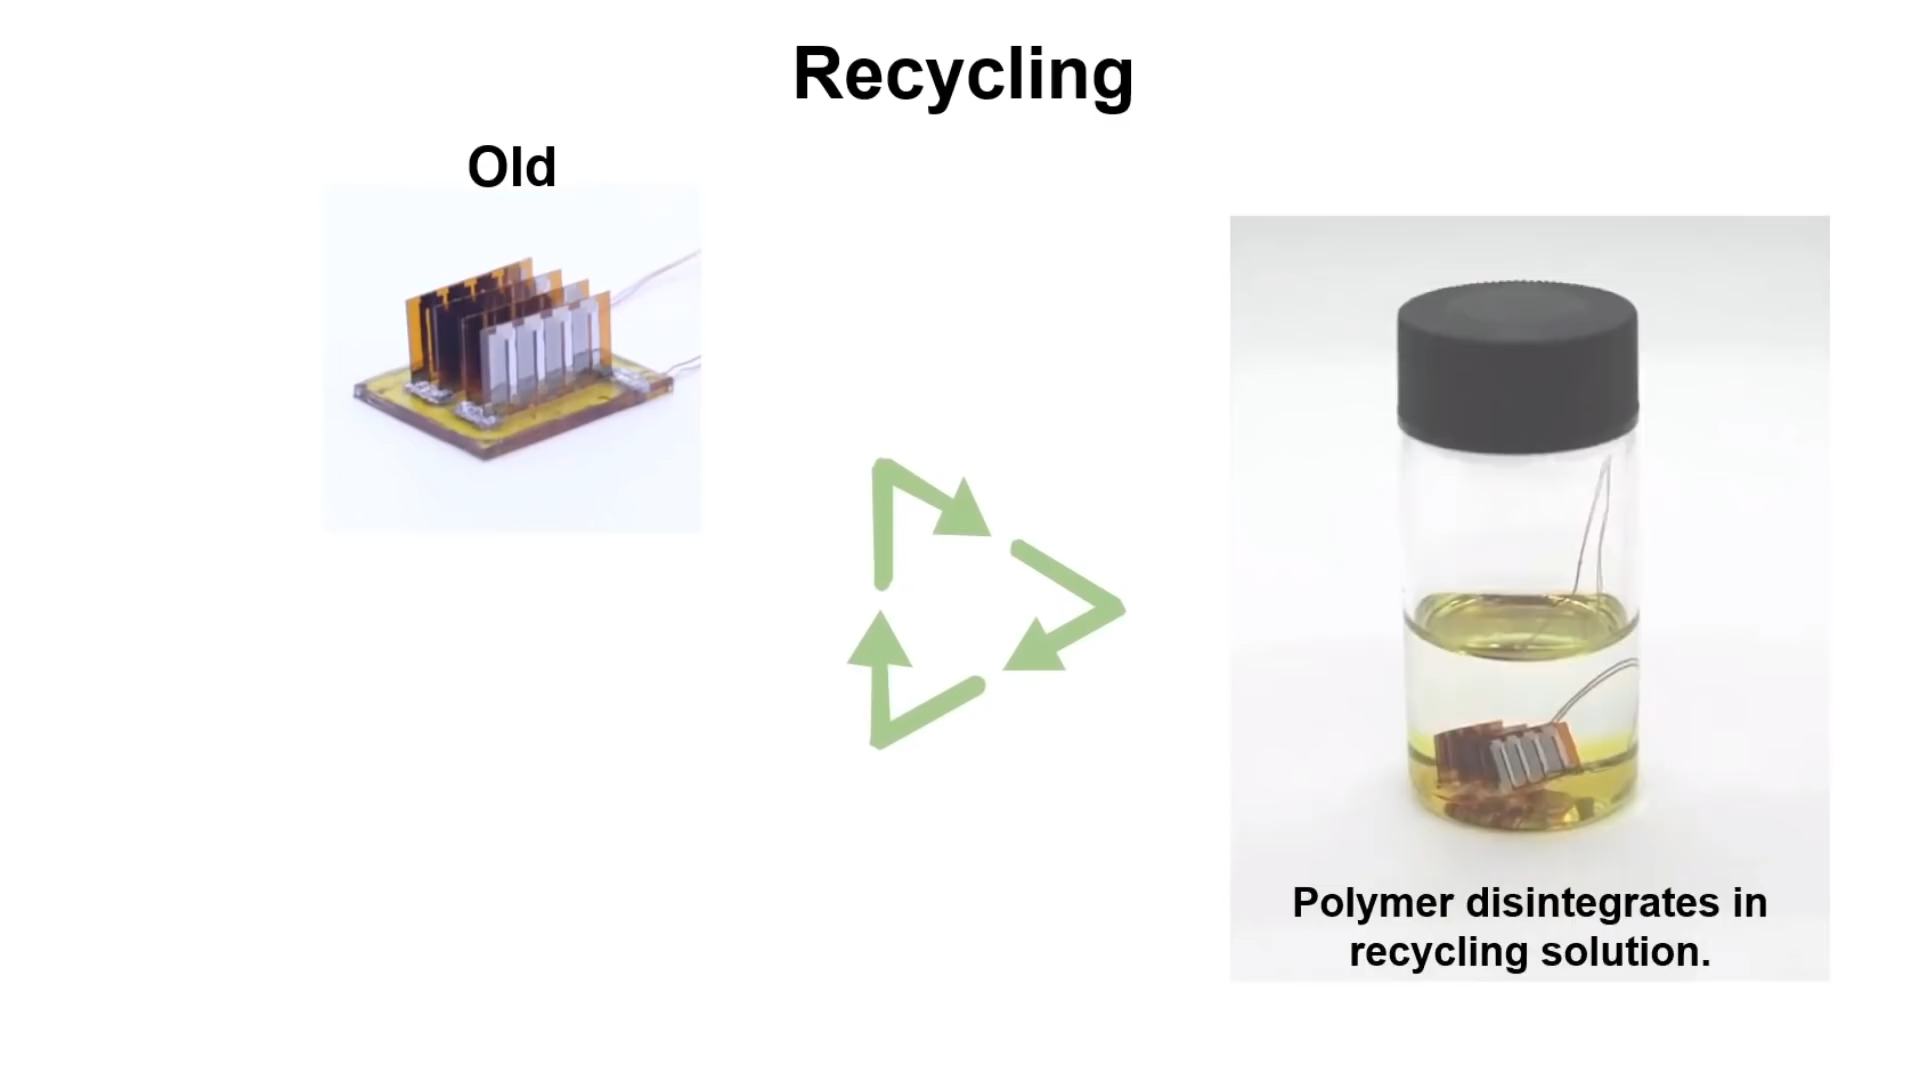 Recycling
Old
Polymer disintegrates in
recycling solution.